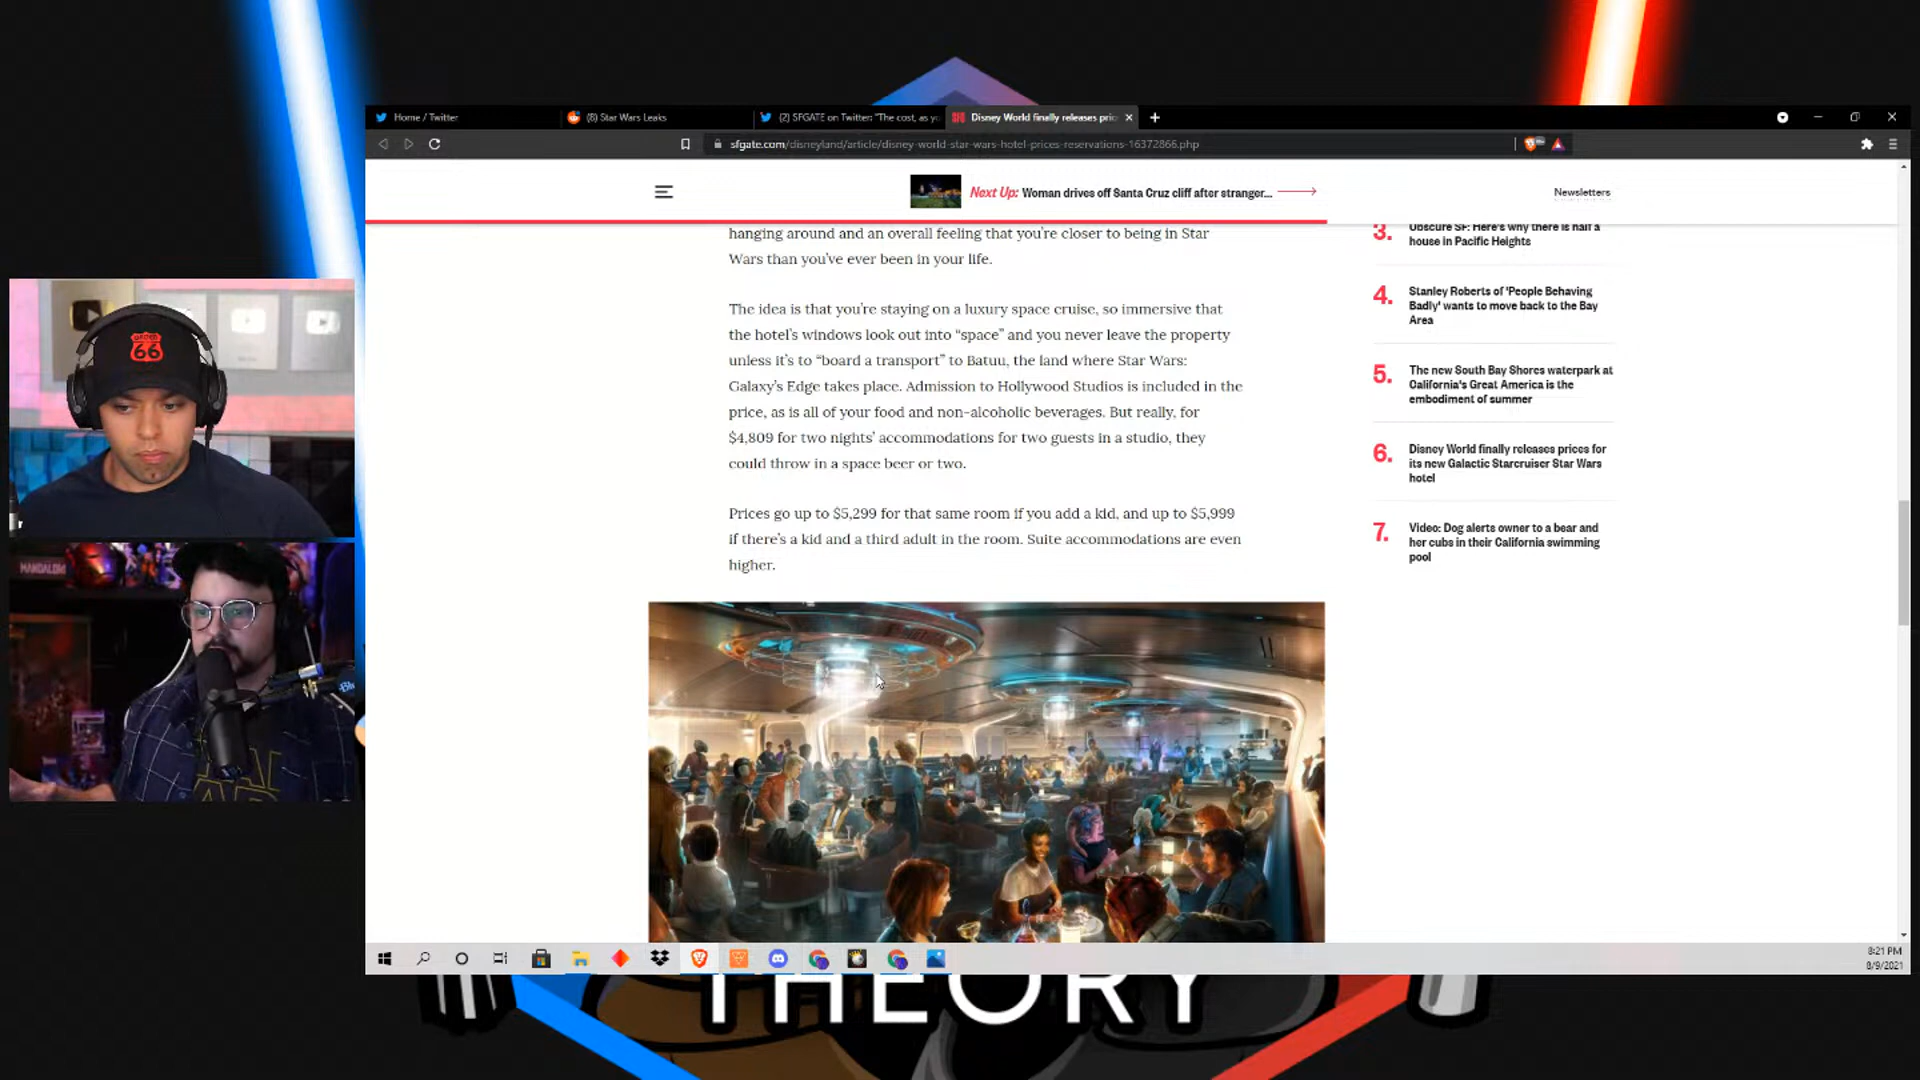 Home / Twitter
(8) Star Wars Leaks
(2) SFGATE on Twitter: "The cost, as yo
Disney World finally releases pric
sfgate.com/disneyland/article/disney-world-star-wars-hotel-prices-reservations-16372866.php
Next Up: Woman drives off Santa Cruz cliff after stranger...
Newsletters
hanging around and an overall feeling that you're closer to being in Star
Wars than you've ever been in your life.
The idea is that you're staying on a luxury space cruise, so immersive that
the hotel's windows look out into "space" and you never leave the property
unless it's to "board a transport" to Batuu, the land where Star Wars:
Galaxy's Edge takes place. Admission to Hollywood Studios is included in the
price, as is all of your food and non-alcoholic beverages. But really, for
$4,809 for two nights' accommodations for two guests in a studio, they
could throw in a space beer or two.
Prices go up to $5,299 for that same room if you add a kid, and up to $5,999
if there's a kid and a third adult in the room. Suite accommodations are even
higher.
3. Obscure SF: Here's why there is half a
house in Pacific Heights
4. Stanley Roberts of 'People Behaving
Badly' wants to move back to the Bay
Area
5. The new South Bay Shores waterpark at
California's Great America is the
embodiment of summer
6. Disney World finally releases prices for
its new Galactic Starcruiser Star Wars
hotel
7. Video: Dog alerts owner to a bear and
her cubs in their California swimming
pool
ORDER
66
MANDALORI
8:21 PM
8/9/2021
THEORY